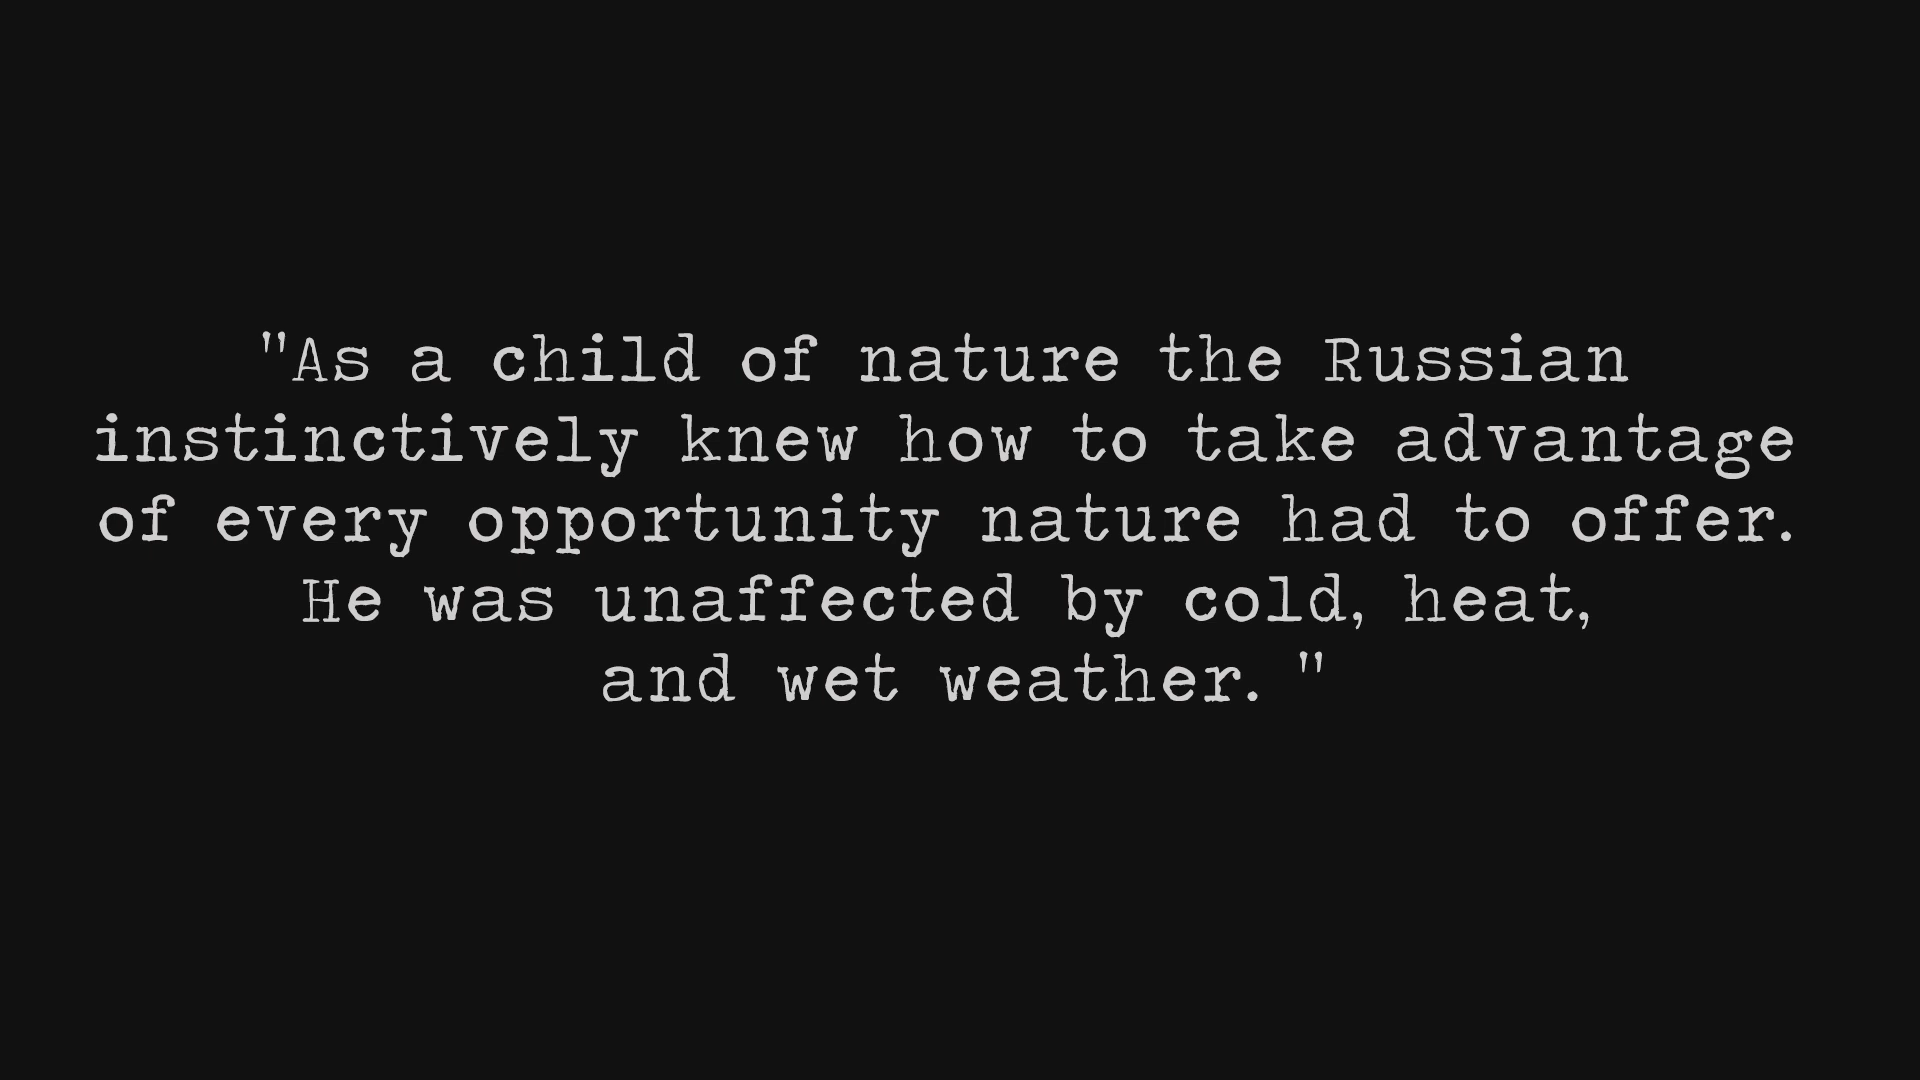 "As a child of nature the Russian
instinctively knew how to take advantage
of every opportunity nature had to offer.
He was unaffected by cold, heat,
and wet weather. "